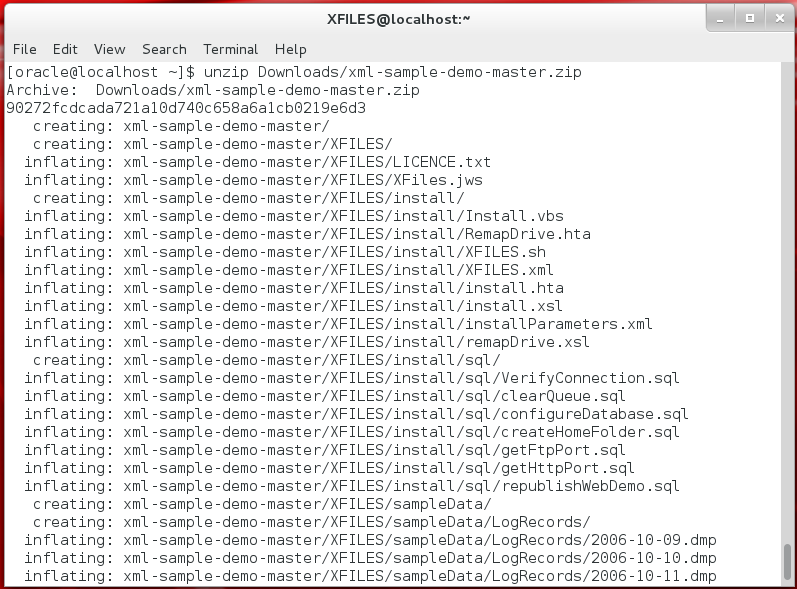 XFILES@localhost:~
File Edit View Search Terminal Help
[oracle@localhost ~]$ unzip Downloads/xml-sample-demo-master.zip
Archive:  Downloads/xml-sample-demo-master.zip
90272fcdcada721a10d740c658a6a1cb0219e6d3
   creating: xml-sample-demo-master/
   creating: xml-sample-demo-master/XFILES/
  inflating: xml-sample-demo-master/XFILES/LICENCE.txt
  inflating: xml-sample-demo-master/XFILES/XFiles.jws
   creating: xml-sample-demo-master/XFILES/install/
  inflating: xml-sample-demo-master/XFILES/install/Install.vbs
  inflating: xml-sample-demo-master/XFILES/install/RemapDrive.hta
  inflating: xml-sample-demo-master/XFILES/install/XFILES.sh
  inflating: xml-sample-demo-master/XFILES/install/XFILES.xml
  inflating: xml-sample-demo-master/XFILES/install/install.hta
  inflating: xml-sample-demo-master/XFILES/install/install.xsl
  inflating: xml-sample-demo-master/XFILES/install/installParameters.xml
  inflating: xml-sample-demo-master/XFILES/install/remapDrive.xsl
   creating: xml-sample-demo-master/XFILES/install/sql/
  inflating: xml-sample-demo-master/XFILES/install/sql/VerifyConnection.sql
  inflating: xml-sample-demo-master/XFILES/install/sql/clearQueue.sql
  inflating: xml-sample-demo-master/XFILES/install/sql/configureDatabase.sql
  inflating: xml-sample-demo-master/XFILES/install/sql/createHomeFolder.sql
  inflating: xml-sample-demo-master/XFILES/install/sql/getFtpPort.sql
  inflating: xml-sample-demo-master/XFILES/install/sql/getHttpPort.sql
  inflating: xml-sample-demo-master/XFILES/install/sql/republishWebDemo.sql
   creating: xml-sample-demo-master/XFILES/sampleData/
   creating: xml-sample-demo-master/XFILES/sampleData/LogRecords/
  inflating: xml-sample-demo-master/XFILES/sampleData/LogRecords/2006-10-09.dmp
  inflating: xml-sample-demo-master/XFILES/sampleData/LogRecords/2006-10-10.dmp
  inflating: xml-sample-demo-master/XFILES/sampleData/LogRecords/2006-10-11.dmp